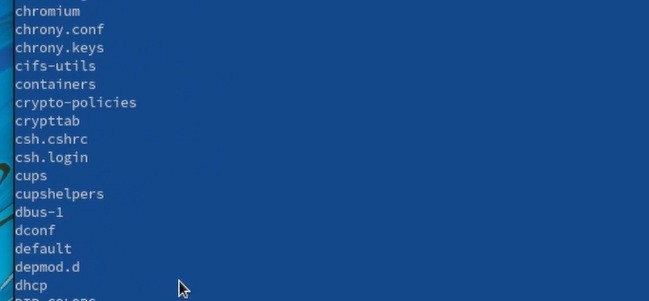 chromium
chrony.conf
chrony.keys
cifs-utils
containers
crypto-policies
crypttab
csh.cshrc
csh.login
cups
cupshelpers
dbus-1
dconf
default
depmod.d
dhcp